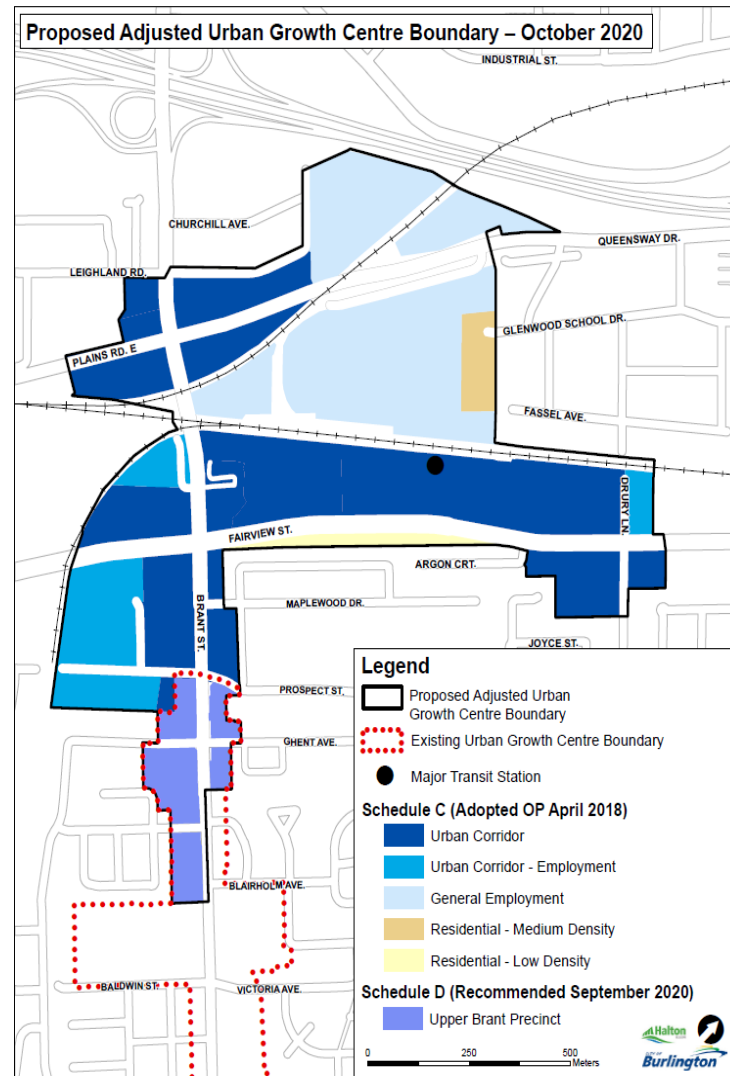 Proposed Adjusted Urban Growth Centre Boundary – October 2020
INDUSTRIAL ST.
CHURCHILL AVE.
QUEENSWAY DR.
LEIGHLAND RD.
GLENWOOD SCHOOL DR.
PLAINS RD. E
FASSEL AVE.
DRURY LN.
FAIRVIEW ST.
ARGON CRT.
BRANT ST.
MAPLEWOOD DR.
JOYCE ST.
PROSPECT ST.
GHENT AVE.
BLAIRHOLM AVE.
BALDWIN ST.
VICTORIA AVE.
Legend
Proposed Adjusted Urban
Growth Centre Boundary
Existing Urban Growth Centre Boundary
Major Transit Station
Schedule C (Adopted OP April 2018)
Urban Corridor
Urban Corridor - Employment
General Employment
Residential - Medium Density
Residential - Low Density
Schedule D (Recommended September 2020)
Upper Brant Precinct
0 250 500
Meters
Halton
Burlington